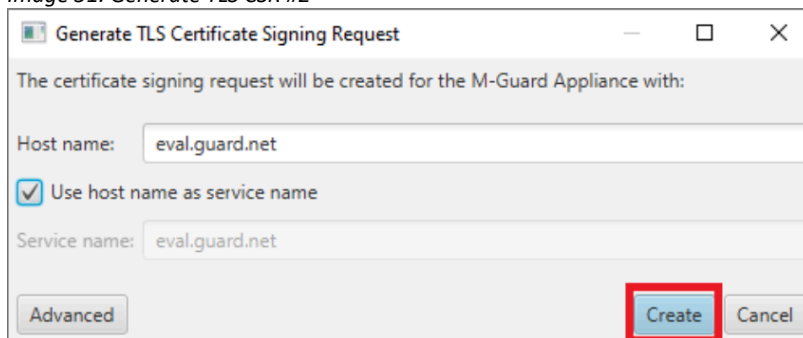 Image 31: Generate TLS CSR #2
Generate TLS Certificate Signing Request
The certificate signing request will be created for the M-Guard Appliance with:
Host name: eval.guard.net
Use host name as service name
Service name: eval.guard.net
Advanced Create Cancel